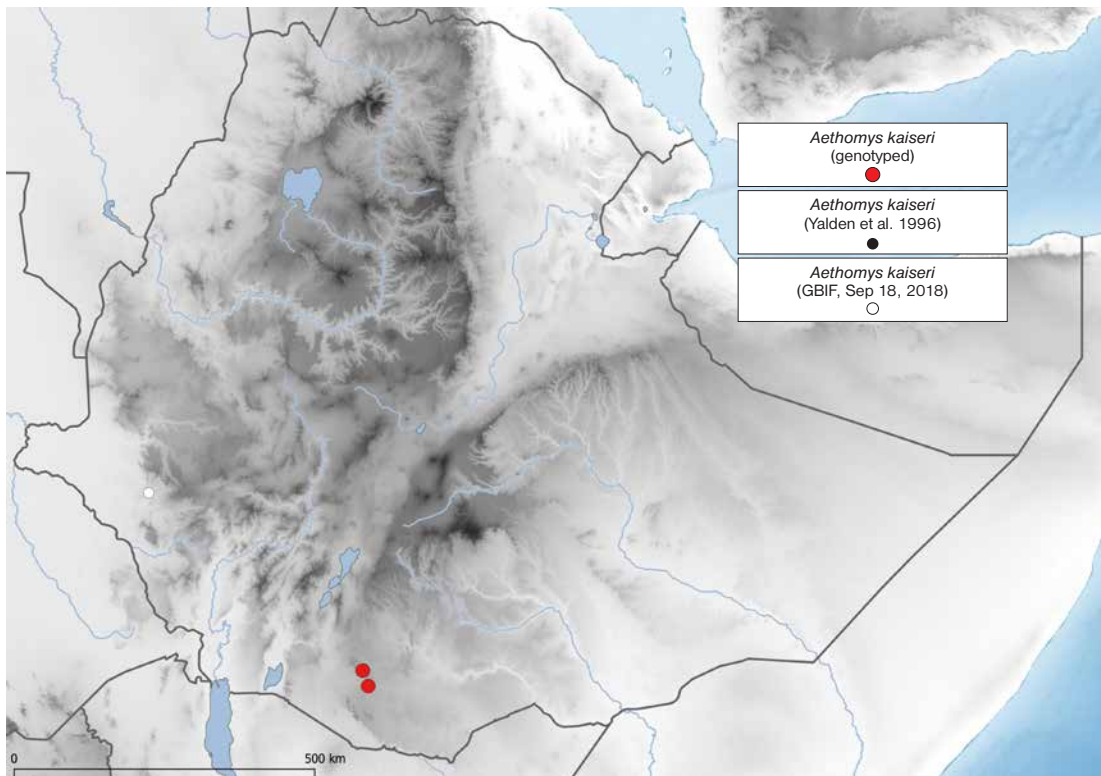 Aethomys kaiseri
(genotyped)
Aethomys kaiseri
(Yalden et al. 1996)
Aethomys kaiseri
(GBIF, Sep 18, 2018)
0
500 km